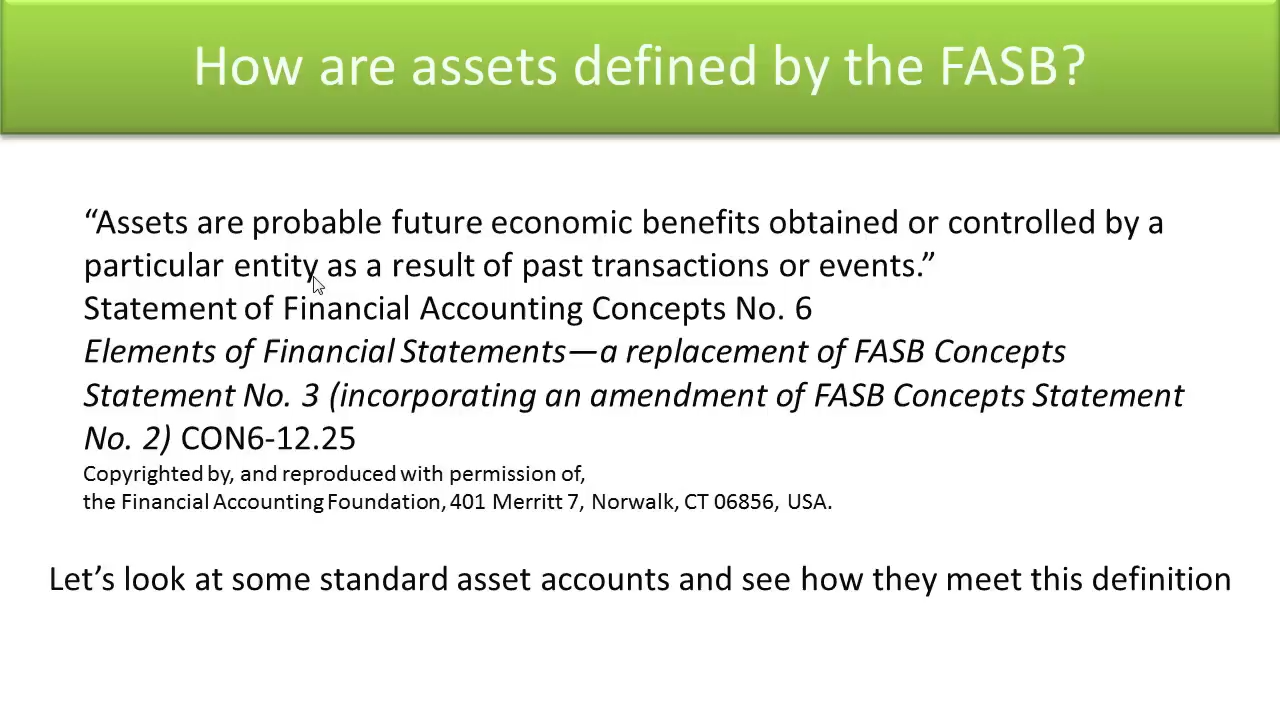 How are assets defined by the FASB?
“Assets are probable future economic benefits obtained or controlled by a
particular entity as a result of past transactions or events.”
Statement of Financial Accounting Concepts No. 6
Elements of Financial Statements—a replacement of FASB Concepts
Statement No. 3 (incorporating an amendment of FASB Concepts Statement
No. 2) CON6-12.25
Copyrighted by, and reproduced with permission of,
the Financial Accounting Foundation, 401 Merritt 7, Norwalk, CT 06856, USA.
Let’s look at some standard asset accounts and see how they meet this definition